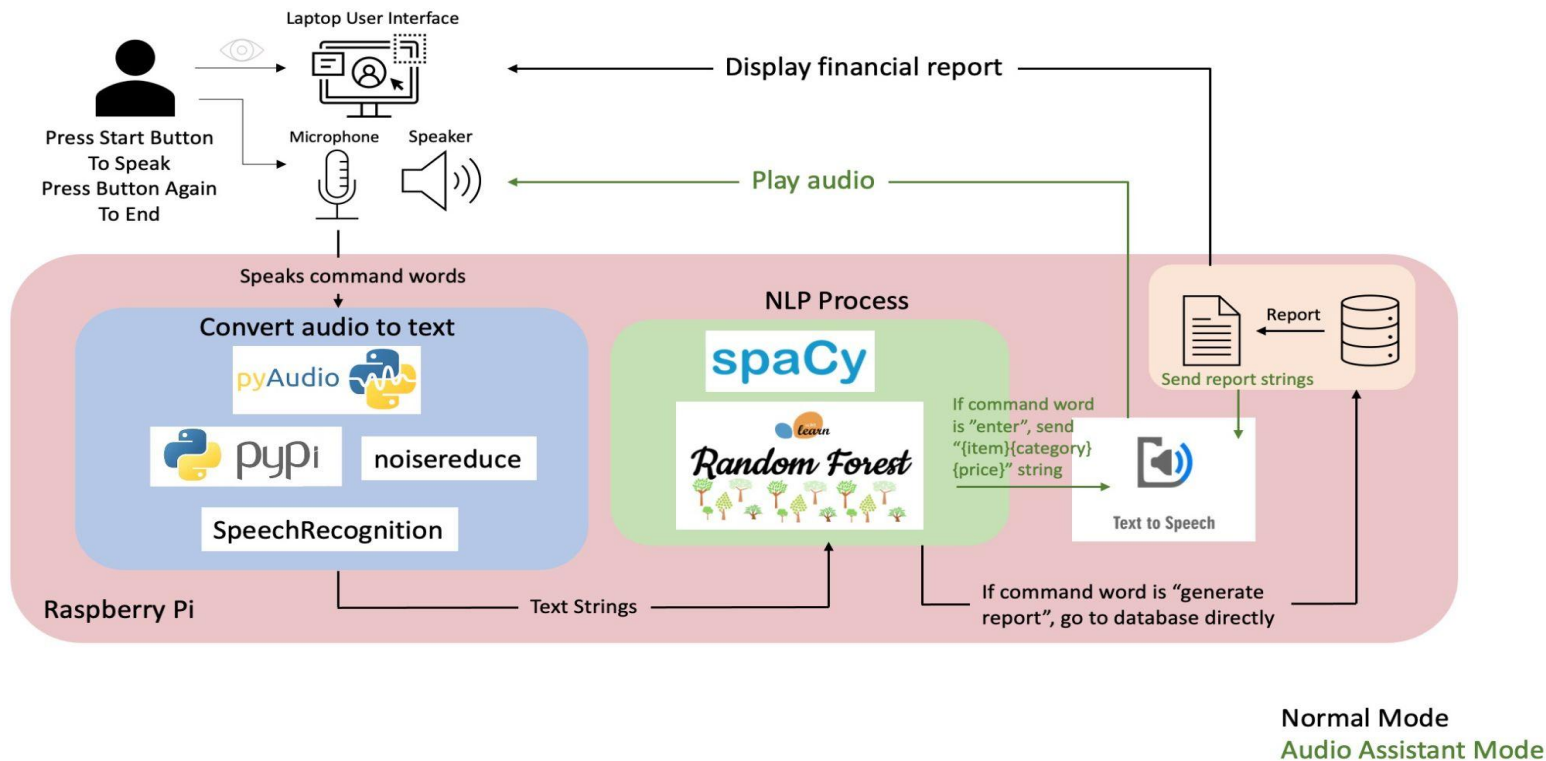 Laptop User Interface
Display financial report
Press Start Button
To Speak
Press Button Again
To End
Microphone
Speaker
Play audio
Speaks command words
Convert audio to text
pyAudio
pypi
noisereduce
SpeechRecognition
Raspberry Pi
Text Strings
NLP Process
spaCy
learn
Random Forest
If command word
is ”enter”, send
“{item}{category}
{price}” string
Report
Send report strings
Text to Speech
If command word is “generate
report”, go to database directly
Normal Mode
Audio Assistant Mode